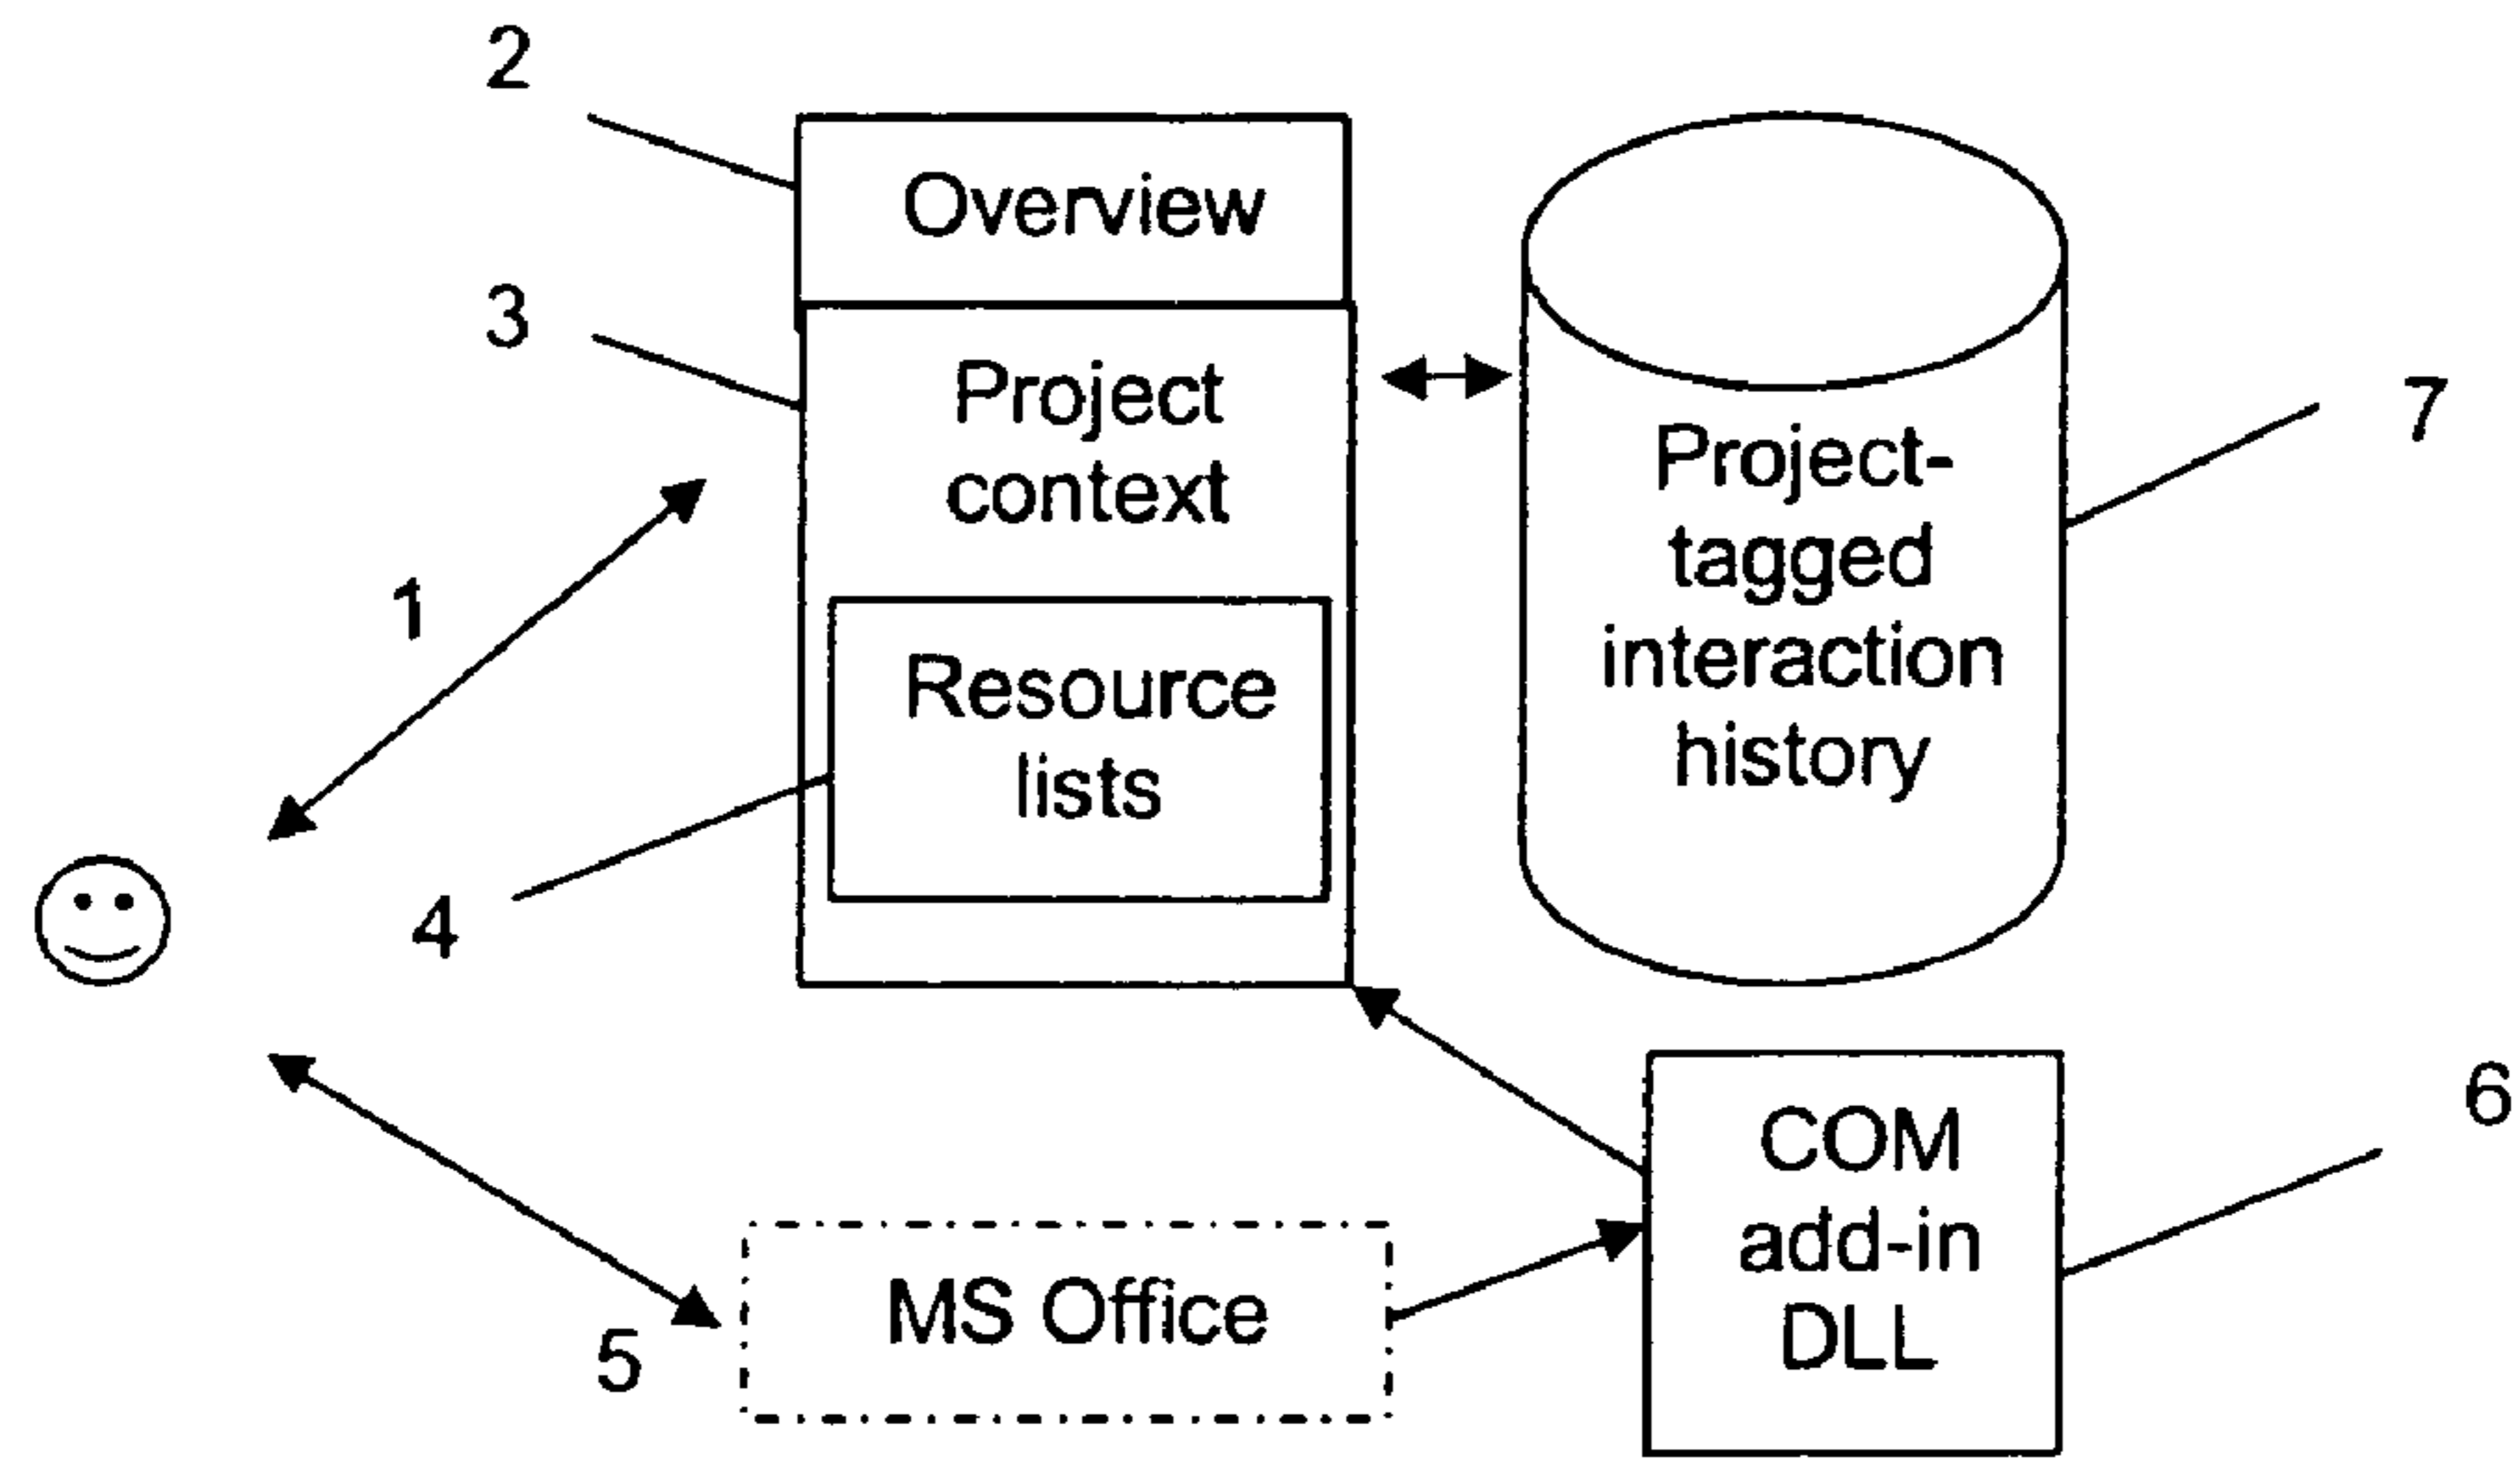 2
Overview
3
Project
context
7
Project-
tagged
interaction
history
1
Resource
lists
4
6
COM
add-in
DLL
MS Office
5